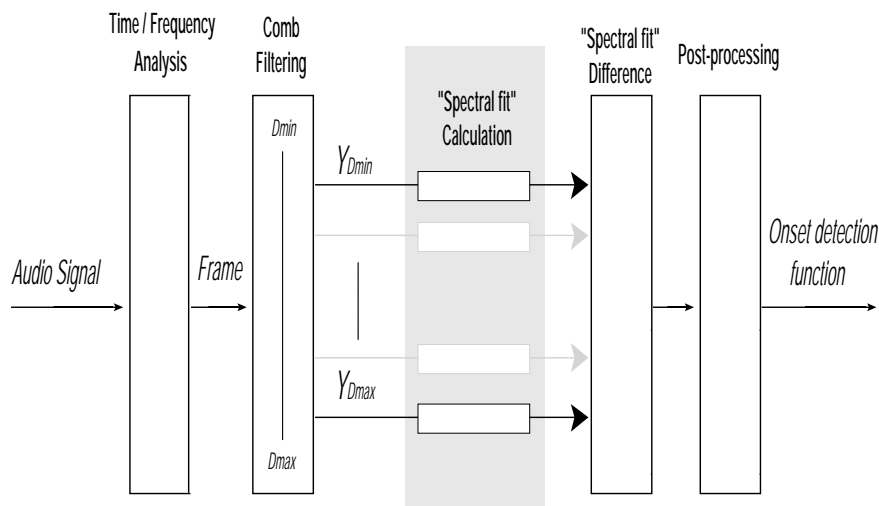 Time / Frequency
Analysis
Comb
Filtering
"Spectral fit"
Calculation
"Spectral fit"
Difference
Post-processing
Dmin
Dmax
Audio Signal
Frame
YDmin
YDmax
Onset detection
function